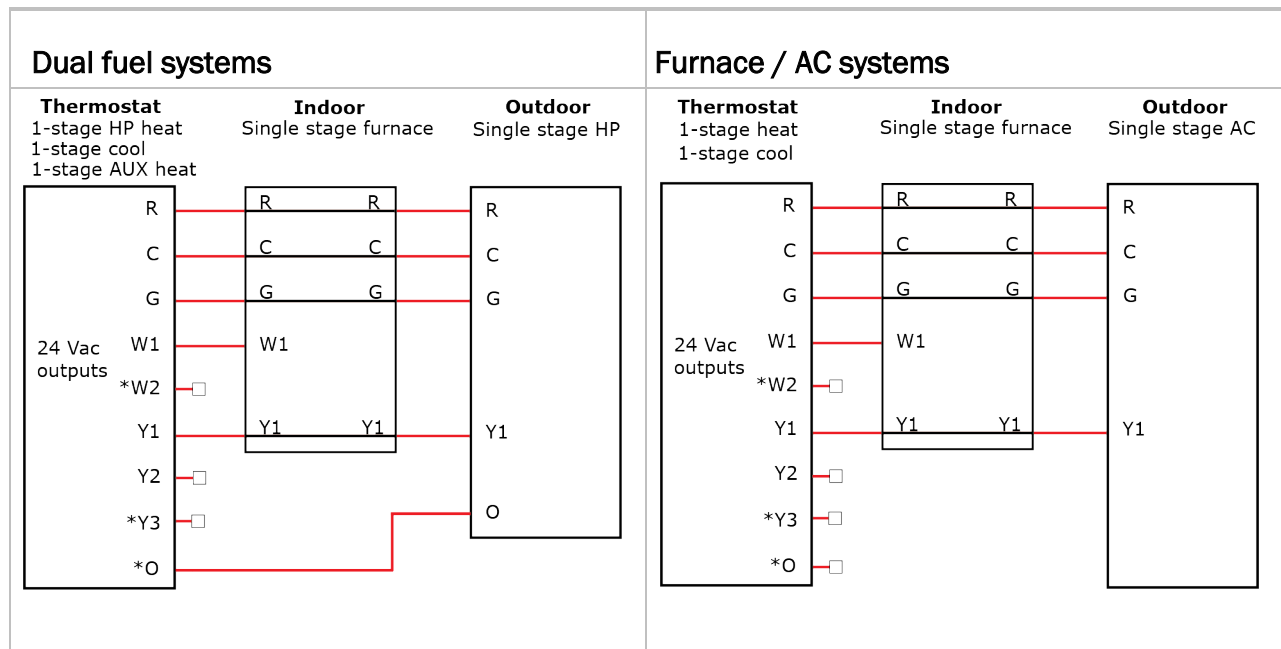 Dual fuel systems
Thermostat
1-stage HP heat
1-stage cool
1-stage AUX heat
Indoor
Single stage furnace
Outdoor
Single stage HP
R R R R
C C C C
G G G G
24 Vac
outputs
W1 W1
*W2
Y1 Y1 Y1 Y1
Y2
*Y3
O
*O
Furnace / AC systems
Thermostat
1-stage heat
1-stage cool
Indoor
Single stage furnace
Outdoor
Single stage AC
R R R R
C C C C
G G G G
24 Vac
outputs
W1 W1
*W2
Y1 Y1 Y1 Y1
Y2
*Y3
*O